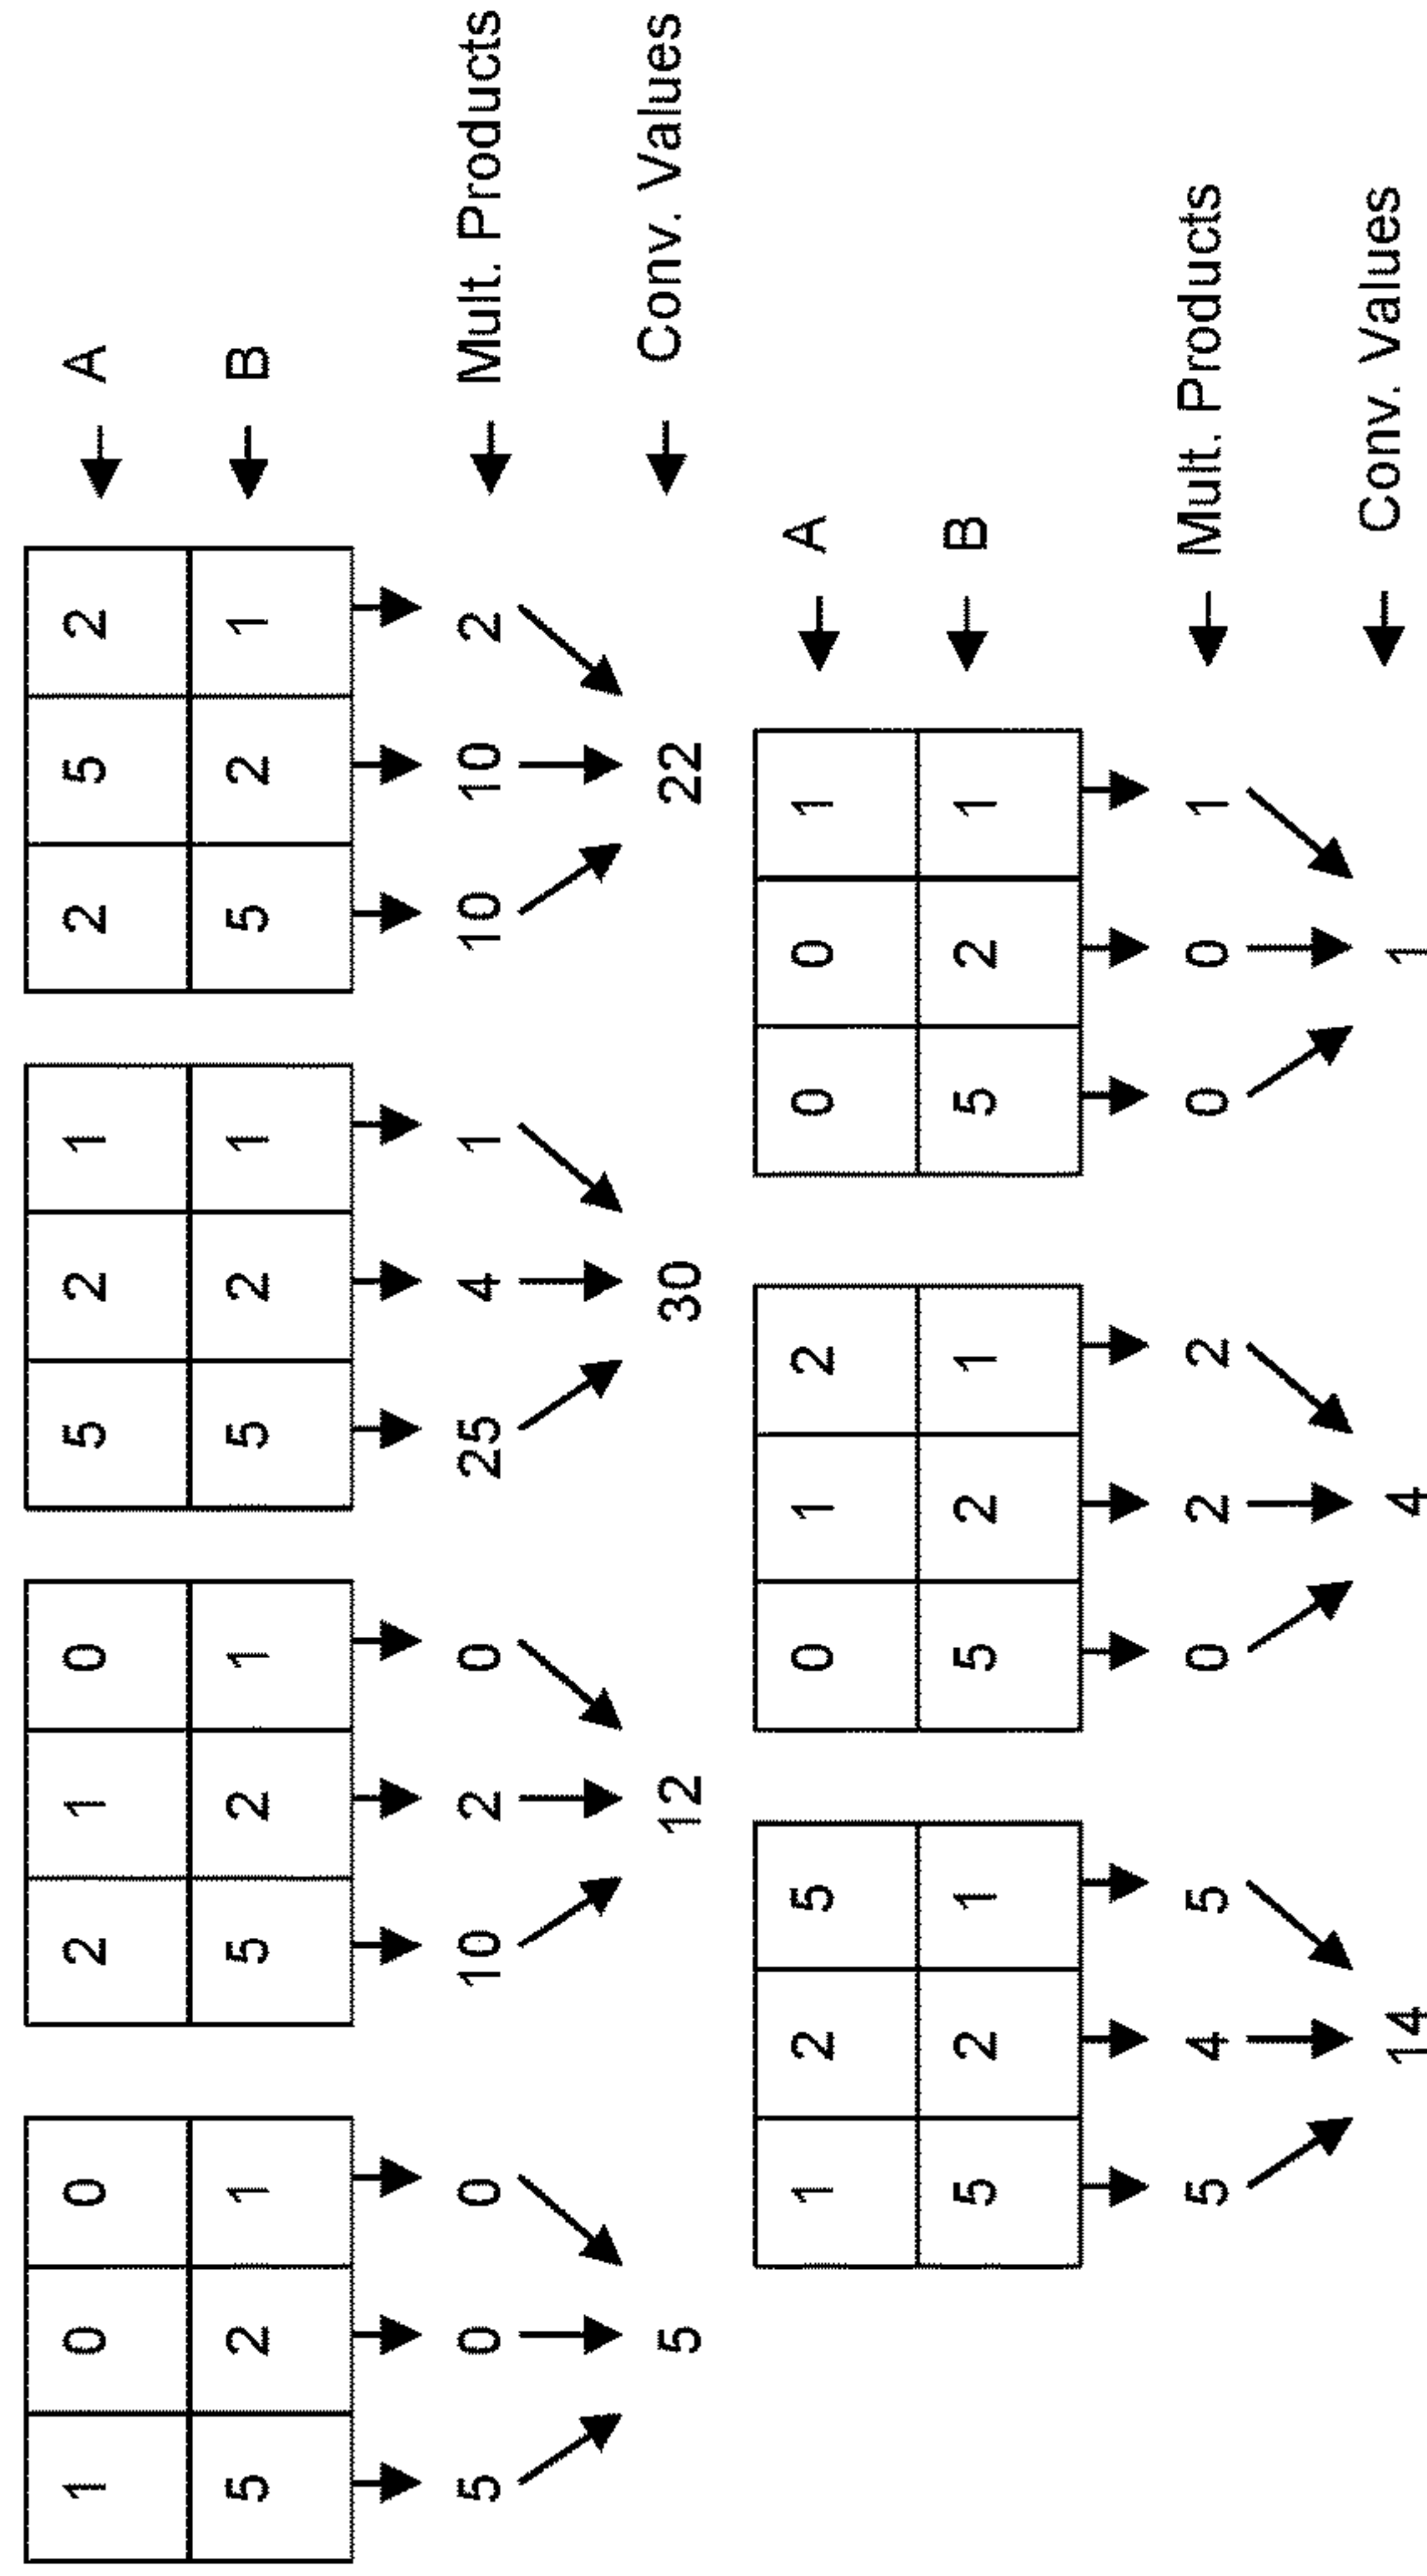 1 0 0 2 1 0 5 2 1 2 5 2 A
5 2 1 5 2 1 5 2 1 5 2 1 B
5 0 0 10 2 0 25 4 1 10 10 2 Mult. Products
5 12 30 22 Conv. Values
1 2 5 0 1 2 0 0 1 A
5 2 1 5 2 1 5 2 1 B
5 4 5 0 2 2 0 0 1 Mult. Products
14 4 1 Conv. Values